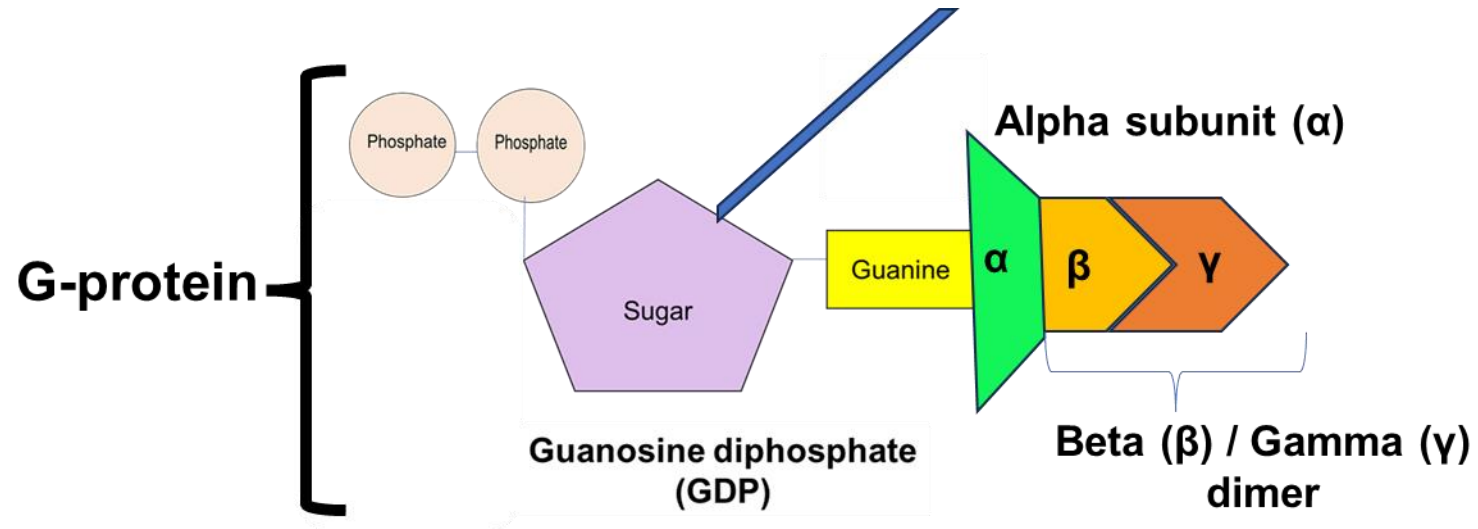 G-protein
Phosphate
Phosphate
Sugar
Guanine
Guanosine diphosphate
(GDP)
Alpha subunit (α)
α
β
γ
Beta (β) / Gamma (γ)
dimer